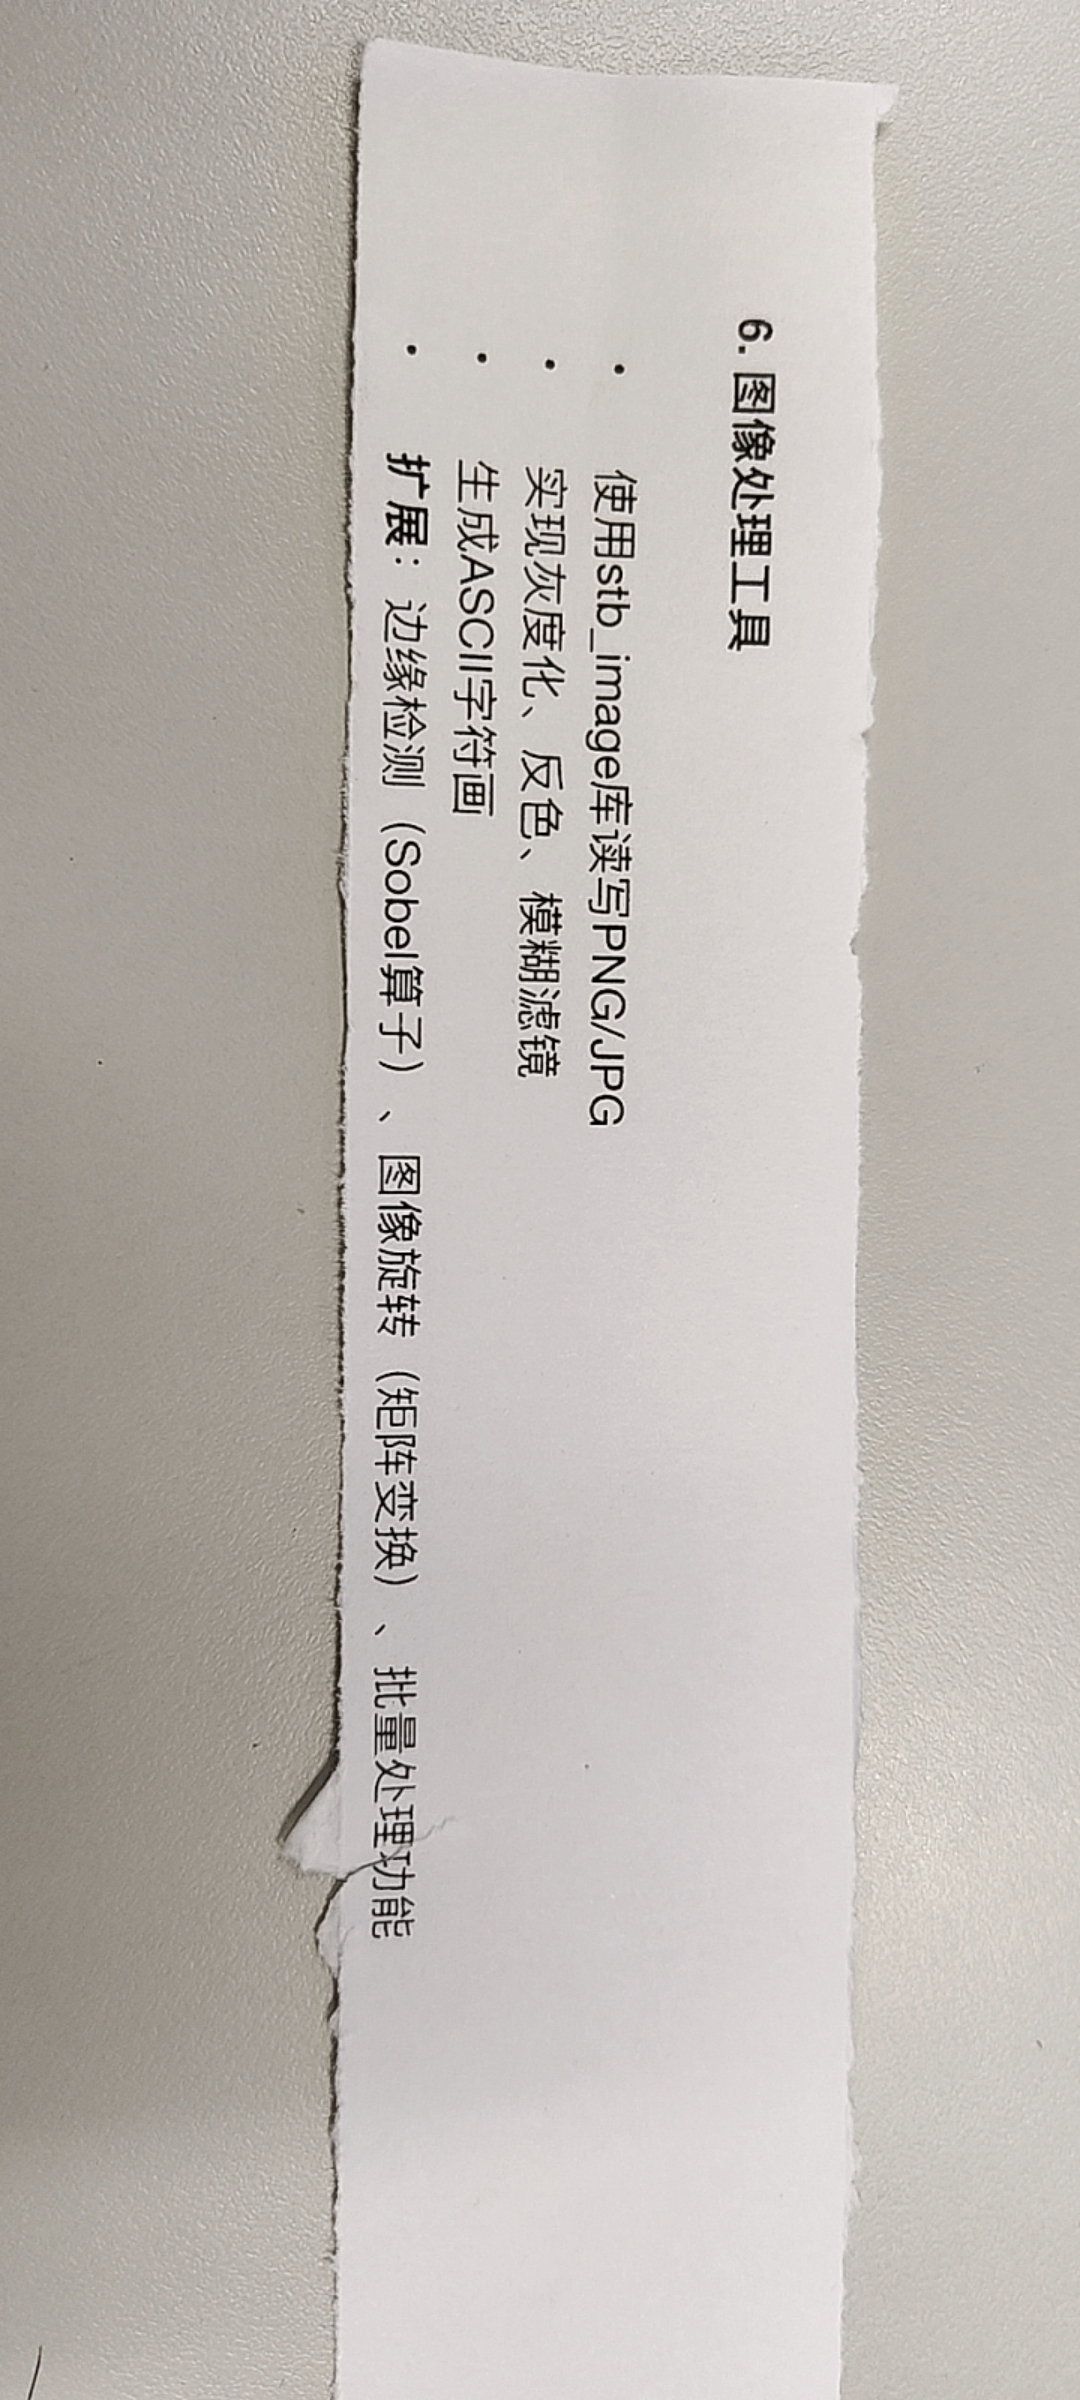 6. 图像处理工具
· 使用stb_image库读写PNG/JPG
· 实现灰度化、反色、模糊滤镜
· 生成ASCII字符画
· 扩展：边缘检测（Sobel算子）、图像旋转（矩阵变换）、批量处理功能